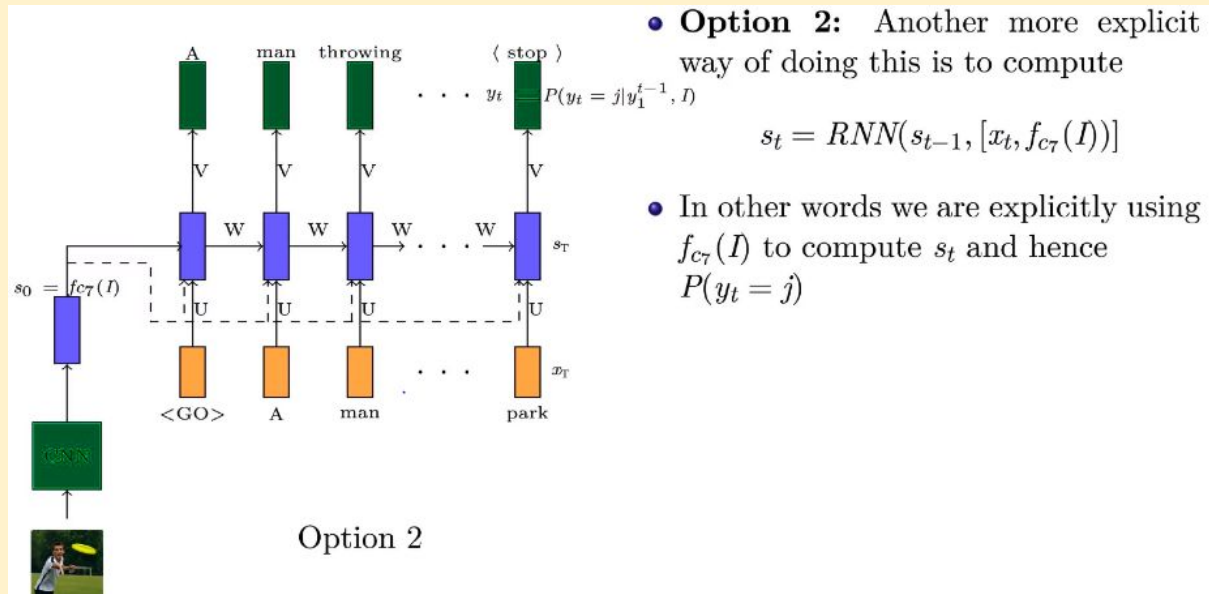 A man throwing ⟨ stop ⟩
· · · y_t = P(y_t = j|y_1^{t-1}, I)
V V V V
W W W W
· · · s_T
s_0 = fc_7(I)
U U U U
· · · x_T
<GO> A man park
CNN
Option 2
• Option 2: Another more explicit
way of doing this is to compute
s_t = RNN(s_{t-1}, [x_t, f_{c_7}(I))]
• In other words we are explicitly using
f_{c_7}(I) to compute s_t and hence
P(y_t = j)